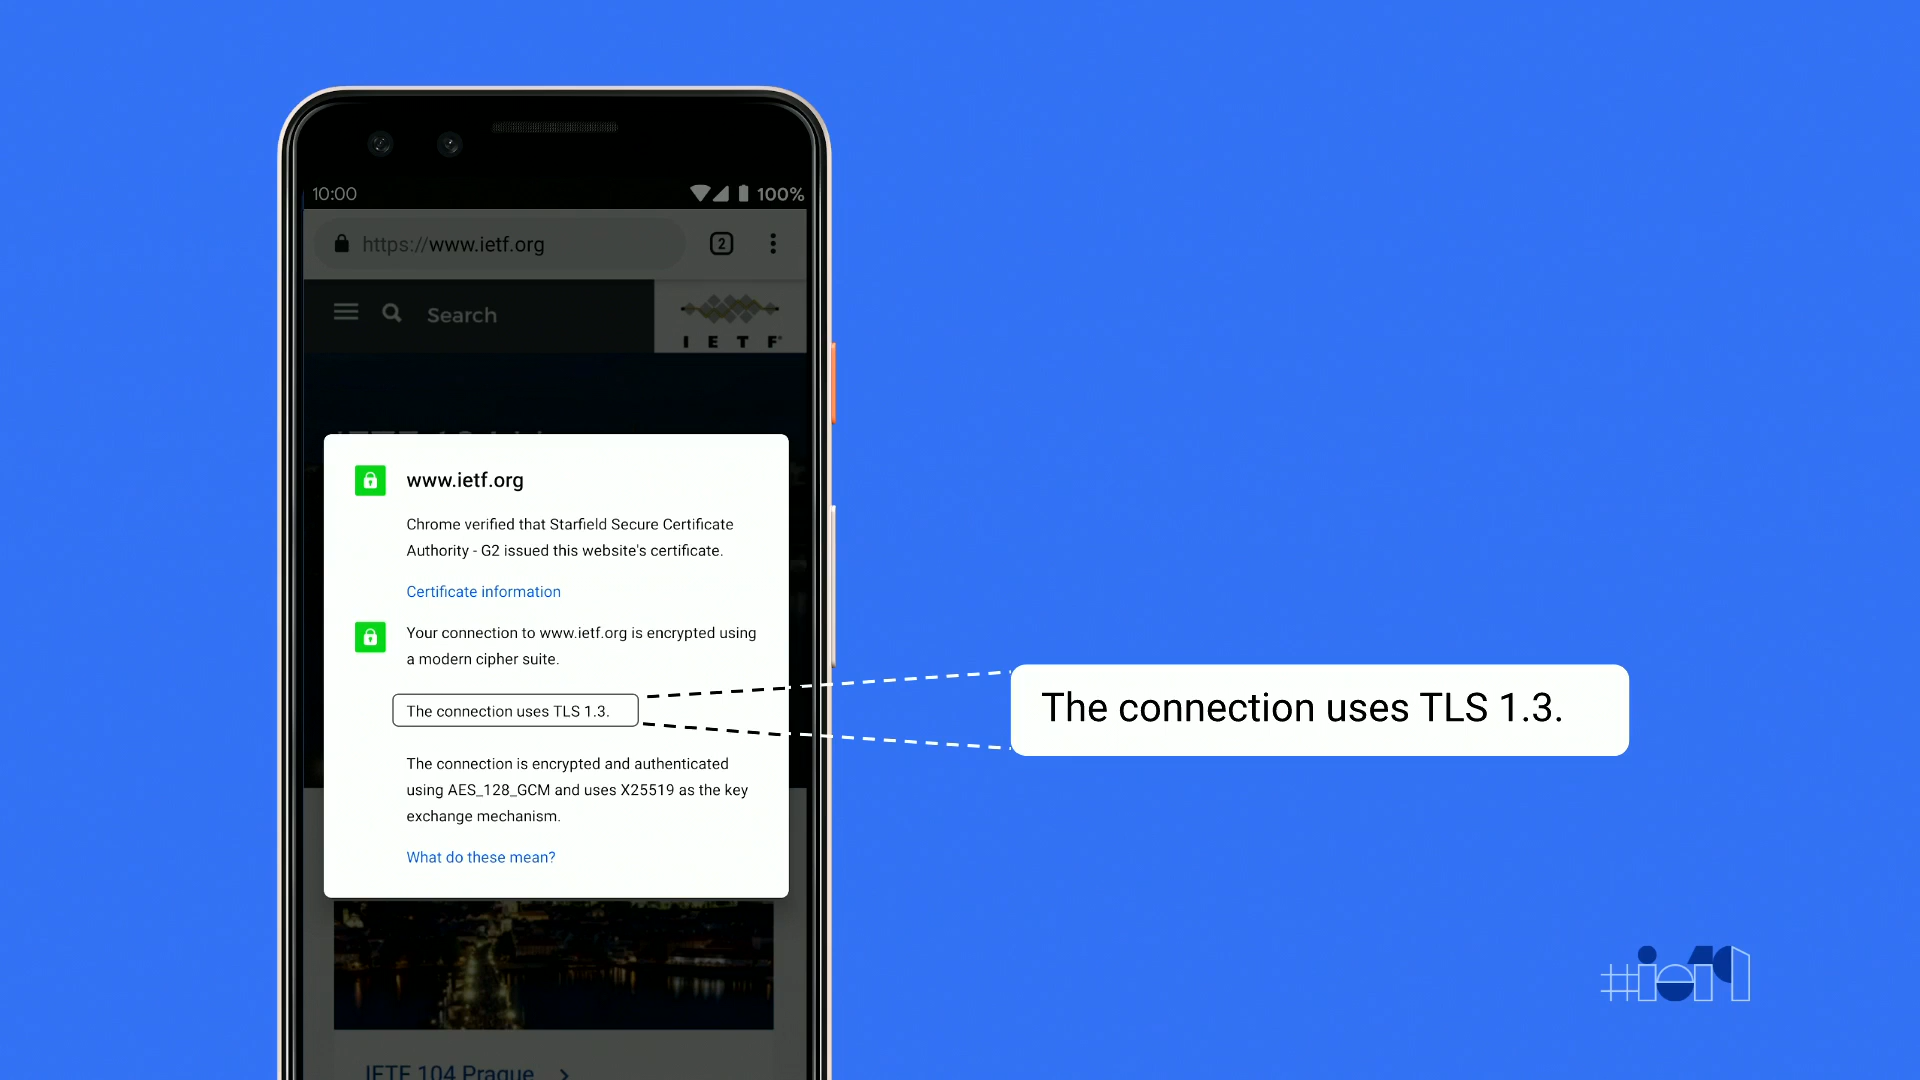 10:00
100%
https://www.ietf.org
2
Search
I E T F
www.ietf.org
Chrome verified that Starfield Secure Certificate
Authority - G2 issued this website's certificate.
Certificate information
Your connection to www.ietf.org is encrypted using
a modern cipher suite.
The connection uses TLS 1.3.
The connection uses TLS 1.3.
The connection is encrypted and authenticated
using AES_128_GCM and uses X25519 as the key
exchange mechanism.
What do these mean?
#io19
IETF 104 Prague